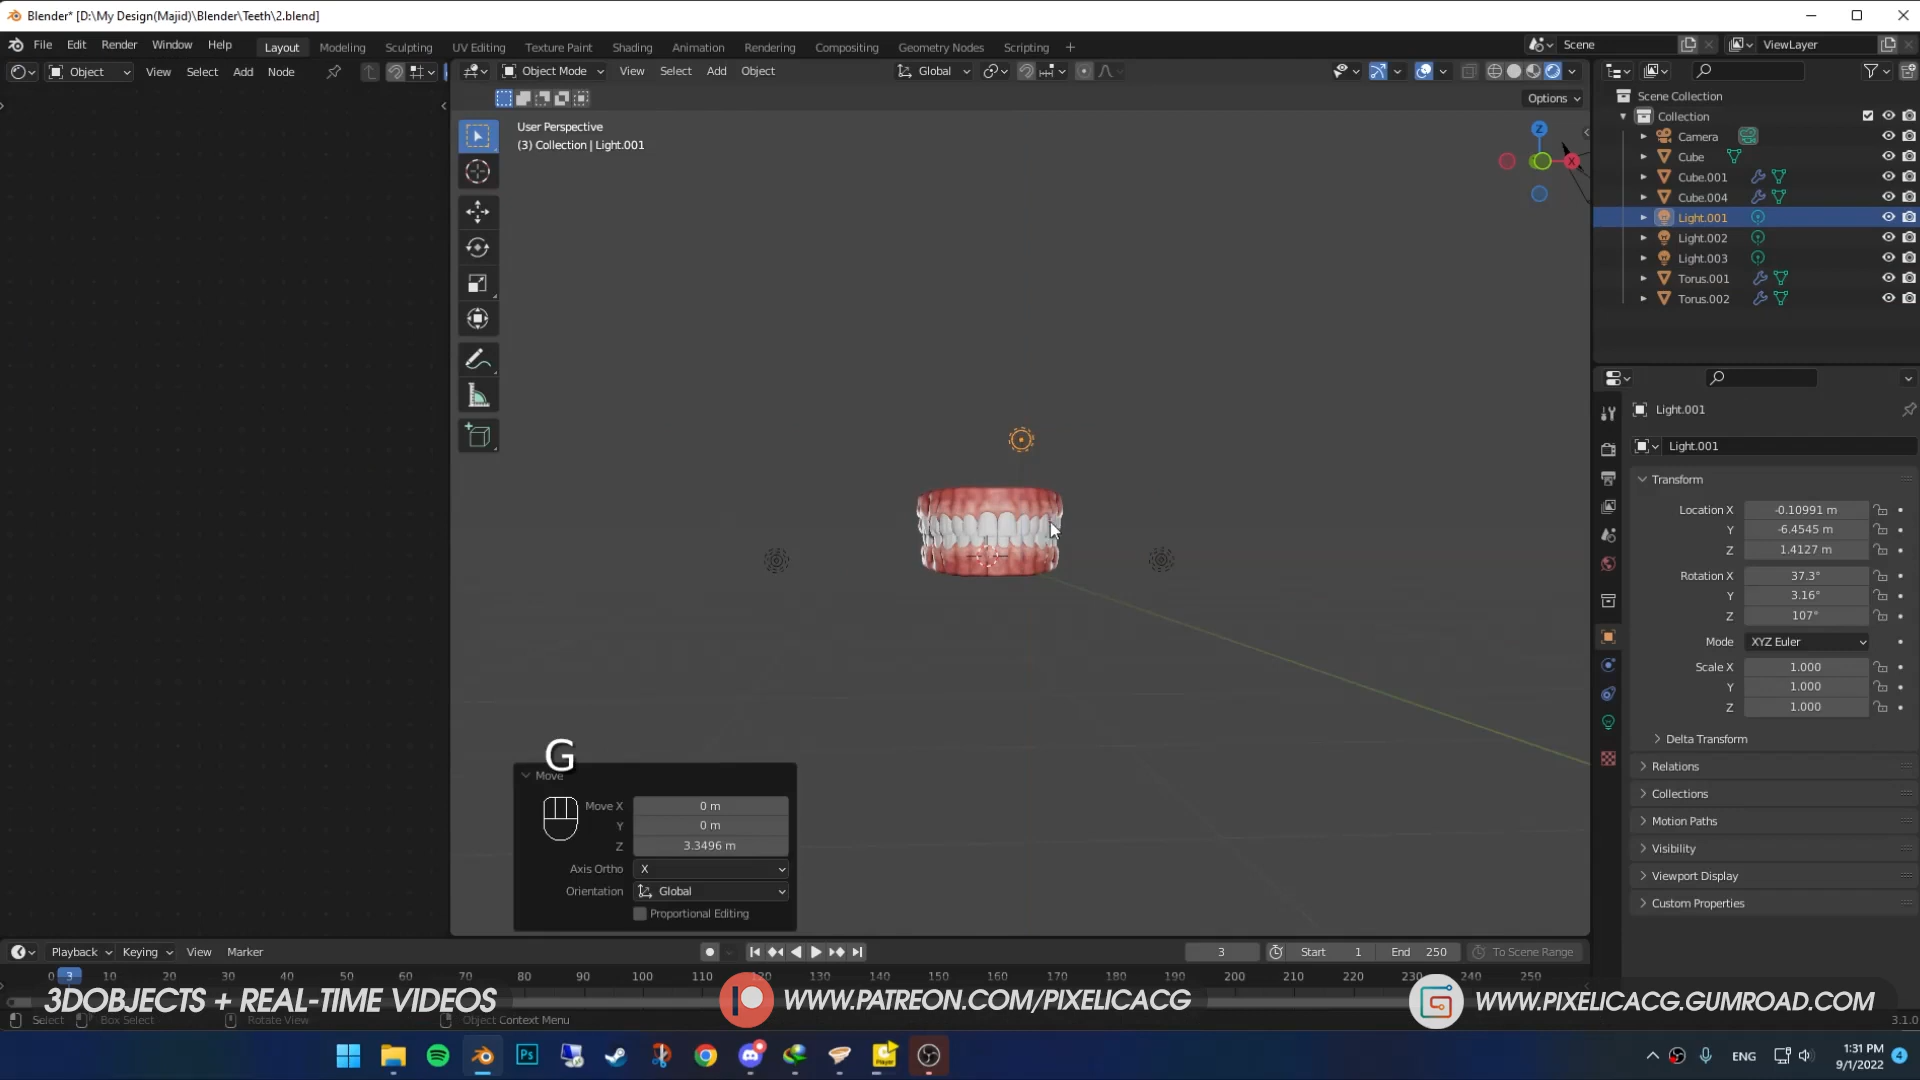 Blender* [D:\My Design(Majid)\Blender\Teeth\2.blend]
File Edit Render Window Help
Layout Modeling Sculpting UV Editing Texture Paint Shading Animation Rendering Compositing Geometry Nodes Scripting +
Scene
ViewLayer
Object View Select Add Node
Object Mode View Select Add Object
Global
Options
User Perspective
(3) Collection | Light.001
Z
X
Scene Collection
Collection
Camera
Cube
Cube.001
Cube.004
Light.001
Light.002
Light.003
Torus.001
Torus.002
Light.001
Light.001
Transform
Location X -0.10991 m
Y -6.4545 m
Z 1.4127 m
Rotation X 37.3°
Y 3.16°
Z 107°
Mode XYZ Euler
Scale X 1.000
Y 1.000
Z 1.000
Delta Transform
Relations
Collections
Motion Paths
Visibility
Viewport Display
Custom Properties
G
Move
Move X 0 m
Y 0 m
Z 3.3496 m
Axis Ortho X
Orientation Global
Proportional Editing
Playback Keying View Marker
3 Start 1 End 250 To Scene Range
0 3 10 20 30 40 50 60 70 80 90 100 110 120 130 140 150 160 170 180 190 200 210 220 230 240 250
3DOBJECTS + REAL-TIME VIDEOS
WWW.PATREON.COM/PIXELICACG
WWW.PIXELICACG.GUMROAD.COM
Select Box Select Rotate View Object Context Menu
3.1.0
Ps
Player
ENG
1:31 PM
9/1/2022
4